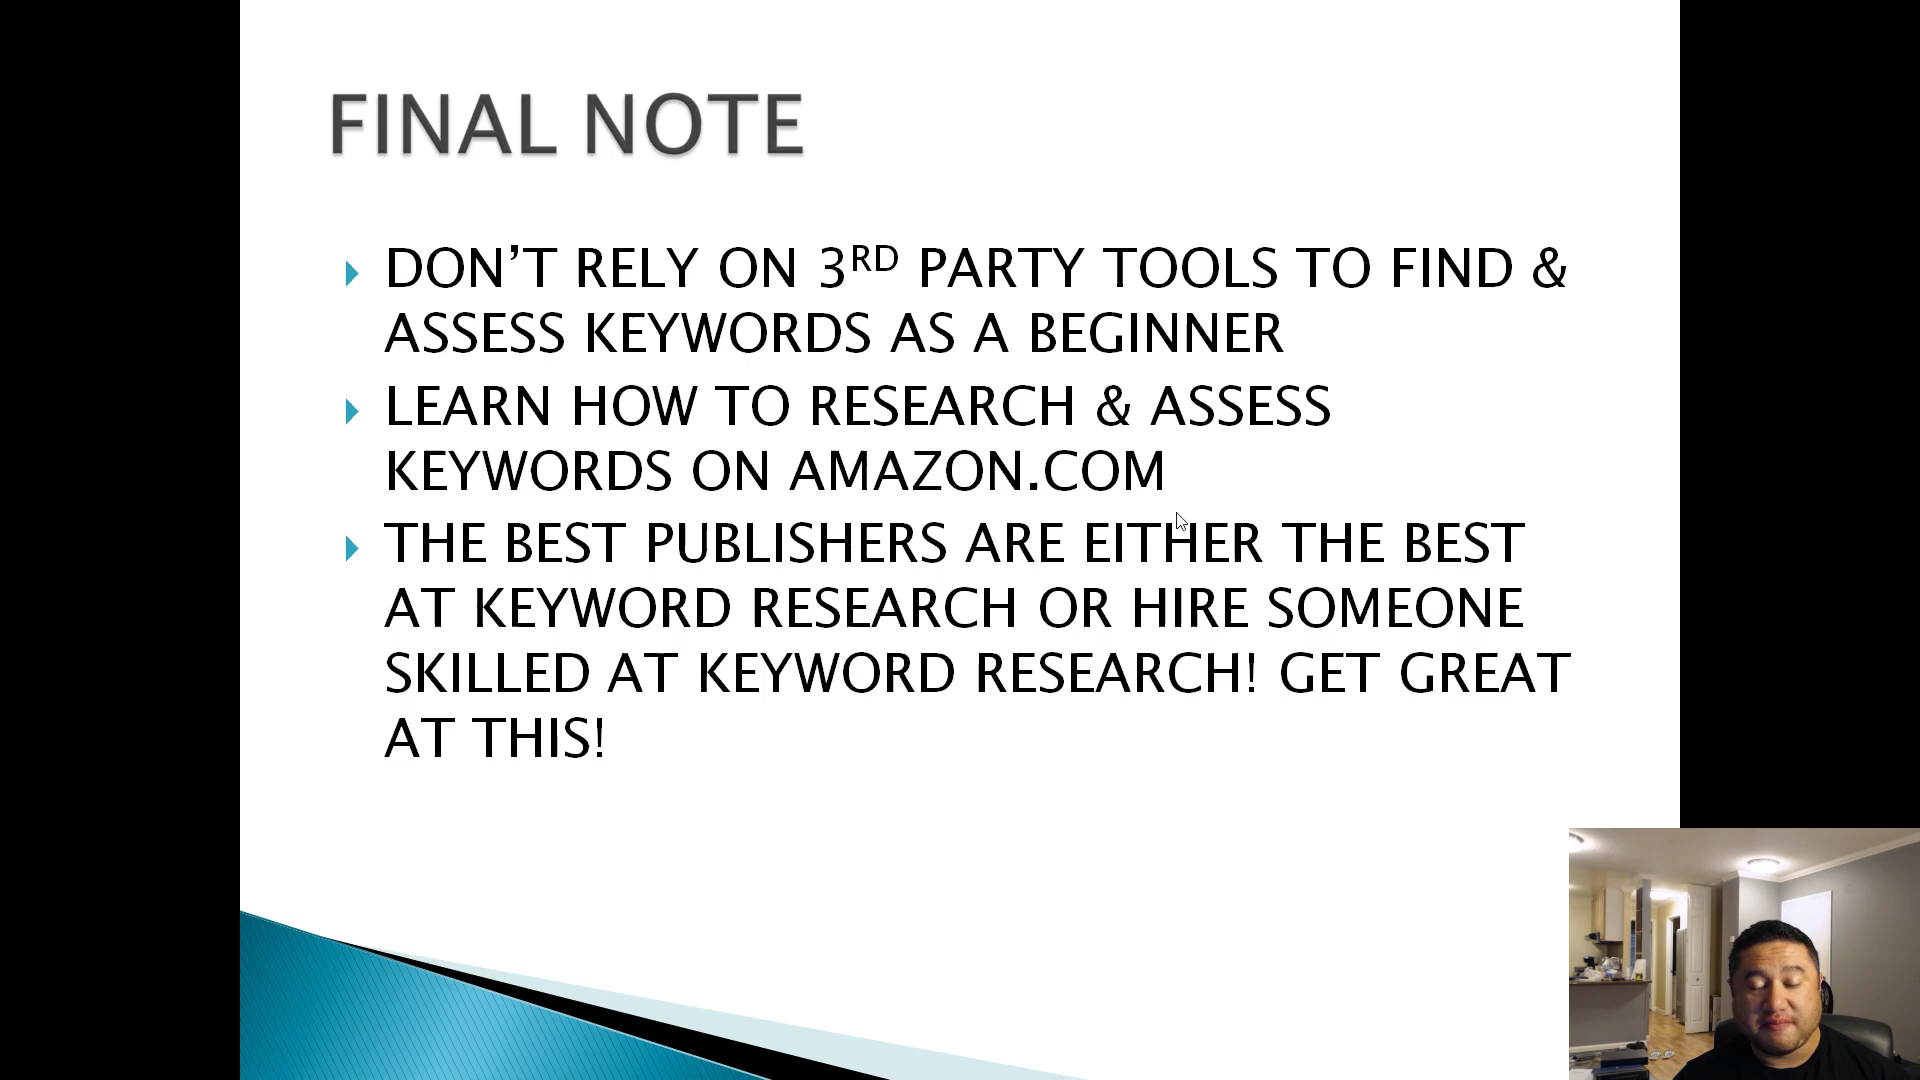 FINAL NOTE
DON’T RELY ON 3RD PARTY TOOLS TO FIND &
ASSESS KEYWORDS AS A BEGINNER
LEARN HOW TO RESEARCH & ASSESS
KEYWORDS ON AMAZON.COM
THE BEST PUBLISHERS ARE EITHER THE BEST
AT KEYWORD RESEARCH OR HIRE SOMEONE
SKILLED AT KEYWORD RESEARCH! GET GREAT
AT THIS!